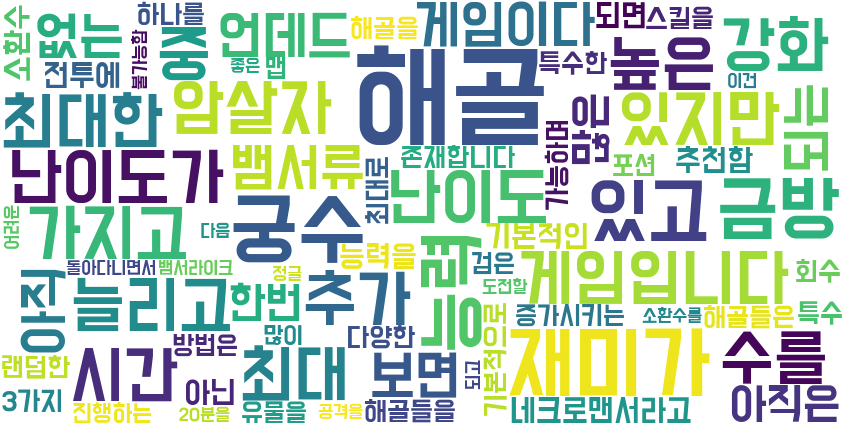 소환수 없는 불가능함 하나를 중 언데드 해골을 게임이다 되면 스킬을 강화
전투에 좋은 맵 해골 특수한 높은 이건
최대한 암살자 많은 있지만
난이도가 뱀서류 최대로 존재합니다 가능하며 포션 추천함
어려운 가지고 다음 궁수 난이도 있고 금방
돌아다니면서 뱀서라이크 정글 능력을 능력 기본적인 검은 게임입니다 회수
아직 늘리고 한번 추가 도전할
많이 다양한 기본적으로 증가시키는 소환수를 해골들은 특수
랜덤한 시간 방법은 최대 보면 되고 재미가 수를
3가지 아닌
진행하는 20분을 유물을 공격을 해골들을 네크로맨서라고 아직은